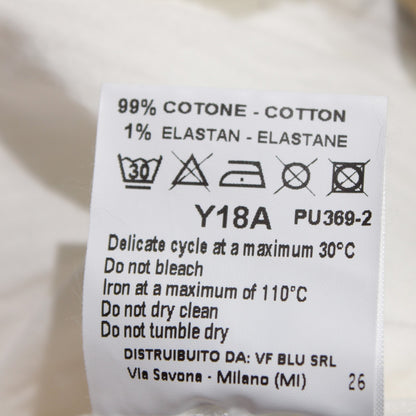 99% COTONE - COTTON
1% ELASTAN - ELASTANE
30
Y18A PU369-2
Delicate cycle at a maximum 30°C
Do not bleach
Iron at a maximum of 110°C
Do not dry clean
Do not tumble dry
DISTRUIBUITO DA: VF BLU SRL
Via Savona - Milano (MI) 26